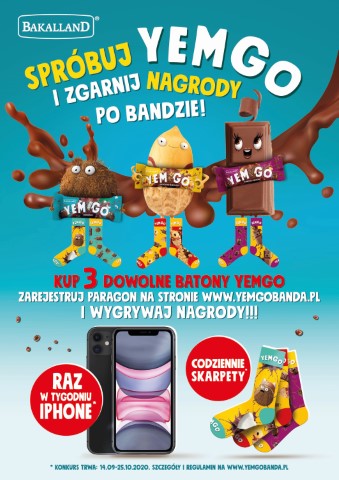 BAKALLAND
SPRÓBUJ YEMGO
I ZGARNIJ NAGRODY
PO BANDZIE!
YEM GO
YEM GO
YEM GO
KUP 3 DOWOLNE BATONY YEMGO
ZAREJESTRUJ PARAGON NA STRONIE WWW.YEMGOBANDA.PL
I WYGRYWAJ NAGRODY!!!
RAZ
W TYGODNIU
IPHONE*
CODZIENNIE*
SKARPETY
YEMGO
* KONKURS TRWA: 14.09-25.10.2020. SZCZEGÓŁY I REGULAMIN NA WWW.YEMGOBANDA.PL